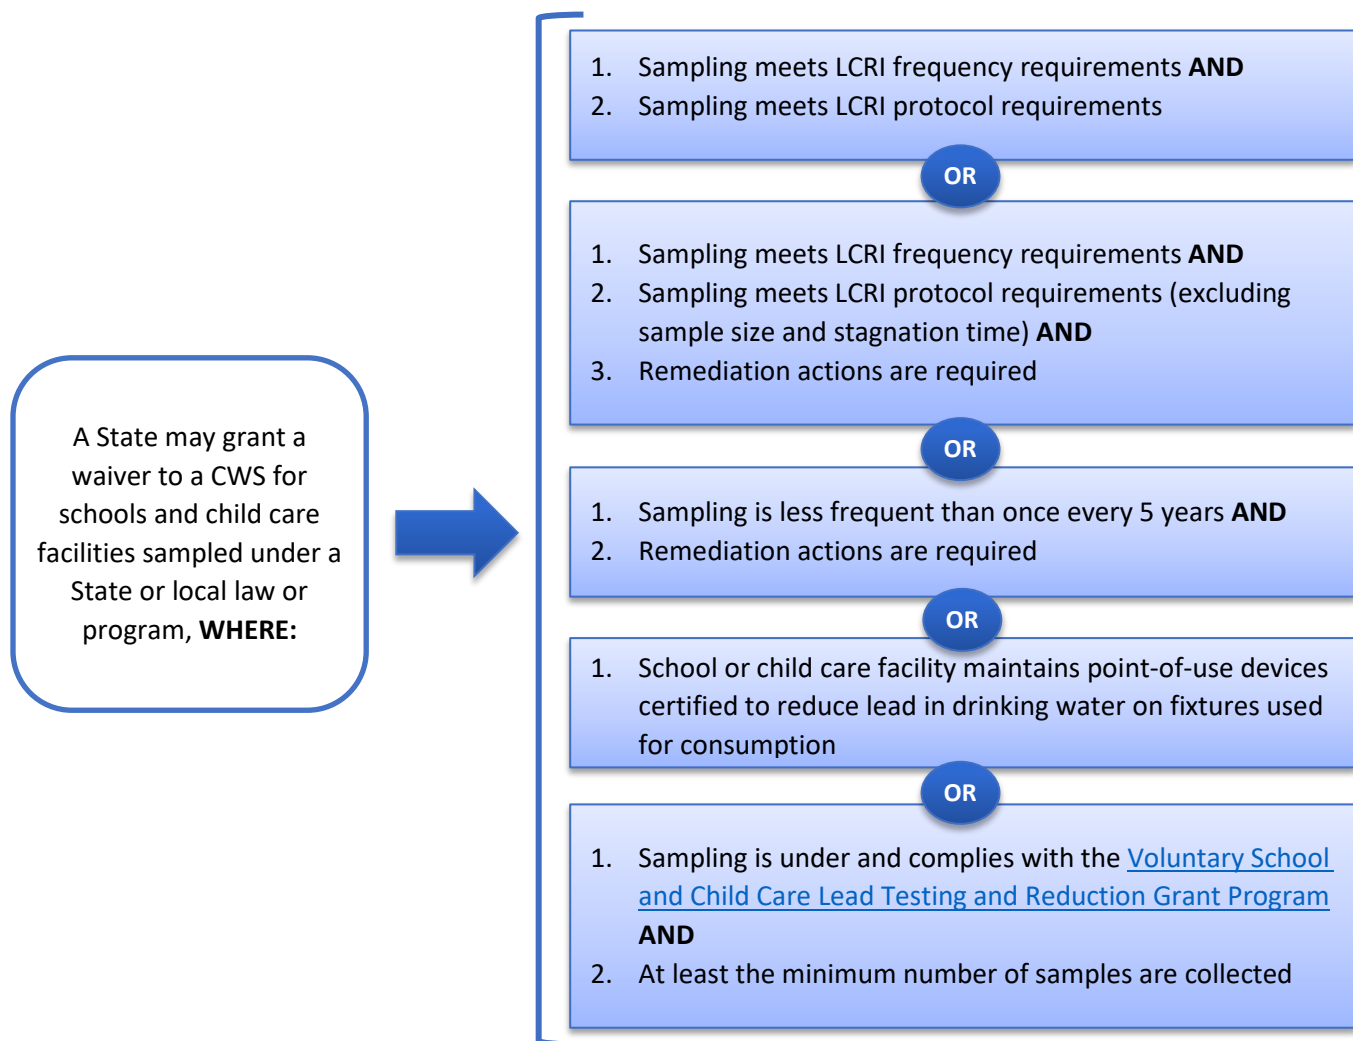 A State may grant a
waiver to a CWS for
schools and child care
facilities sampled under a
State or local law or
program, WHERE:
1. Sampling meets LCRI frequency requirements AND
2. Sampling meets LCRI protocol requirements
OR
1. Sampling meets LCRI frequency requirements AND
2. Sampling meets LCRI protocol requirements (excluding
sample size and stagnation time) AND
3. Remediation actions are required
OR
1. Sampling is less frequent than once every 5 years AND
2. Remediation actions are required
OR
1. School or child care facility maintains point-of-use devices
certified to reduce lead in drinking water on fixtures used
for consumption
OR
1. Sampling is under and complies with the Voluntary School
and Child Care Lead Testing and Reduction Grant Program
AND
2. At least the minimum number of samples are collected